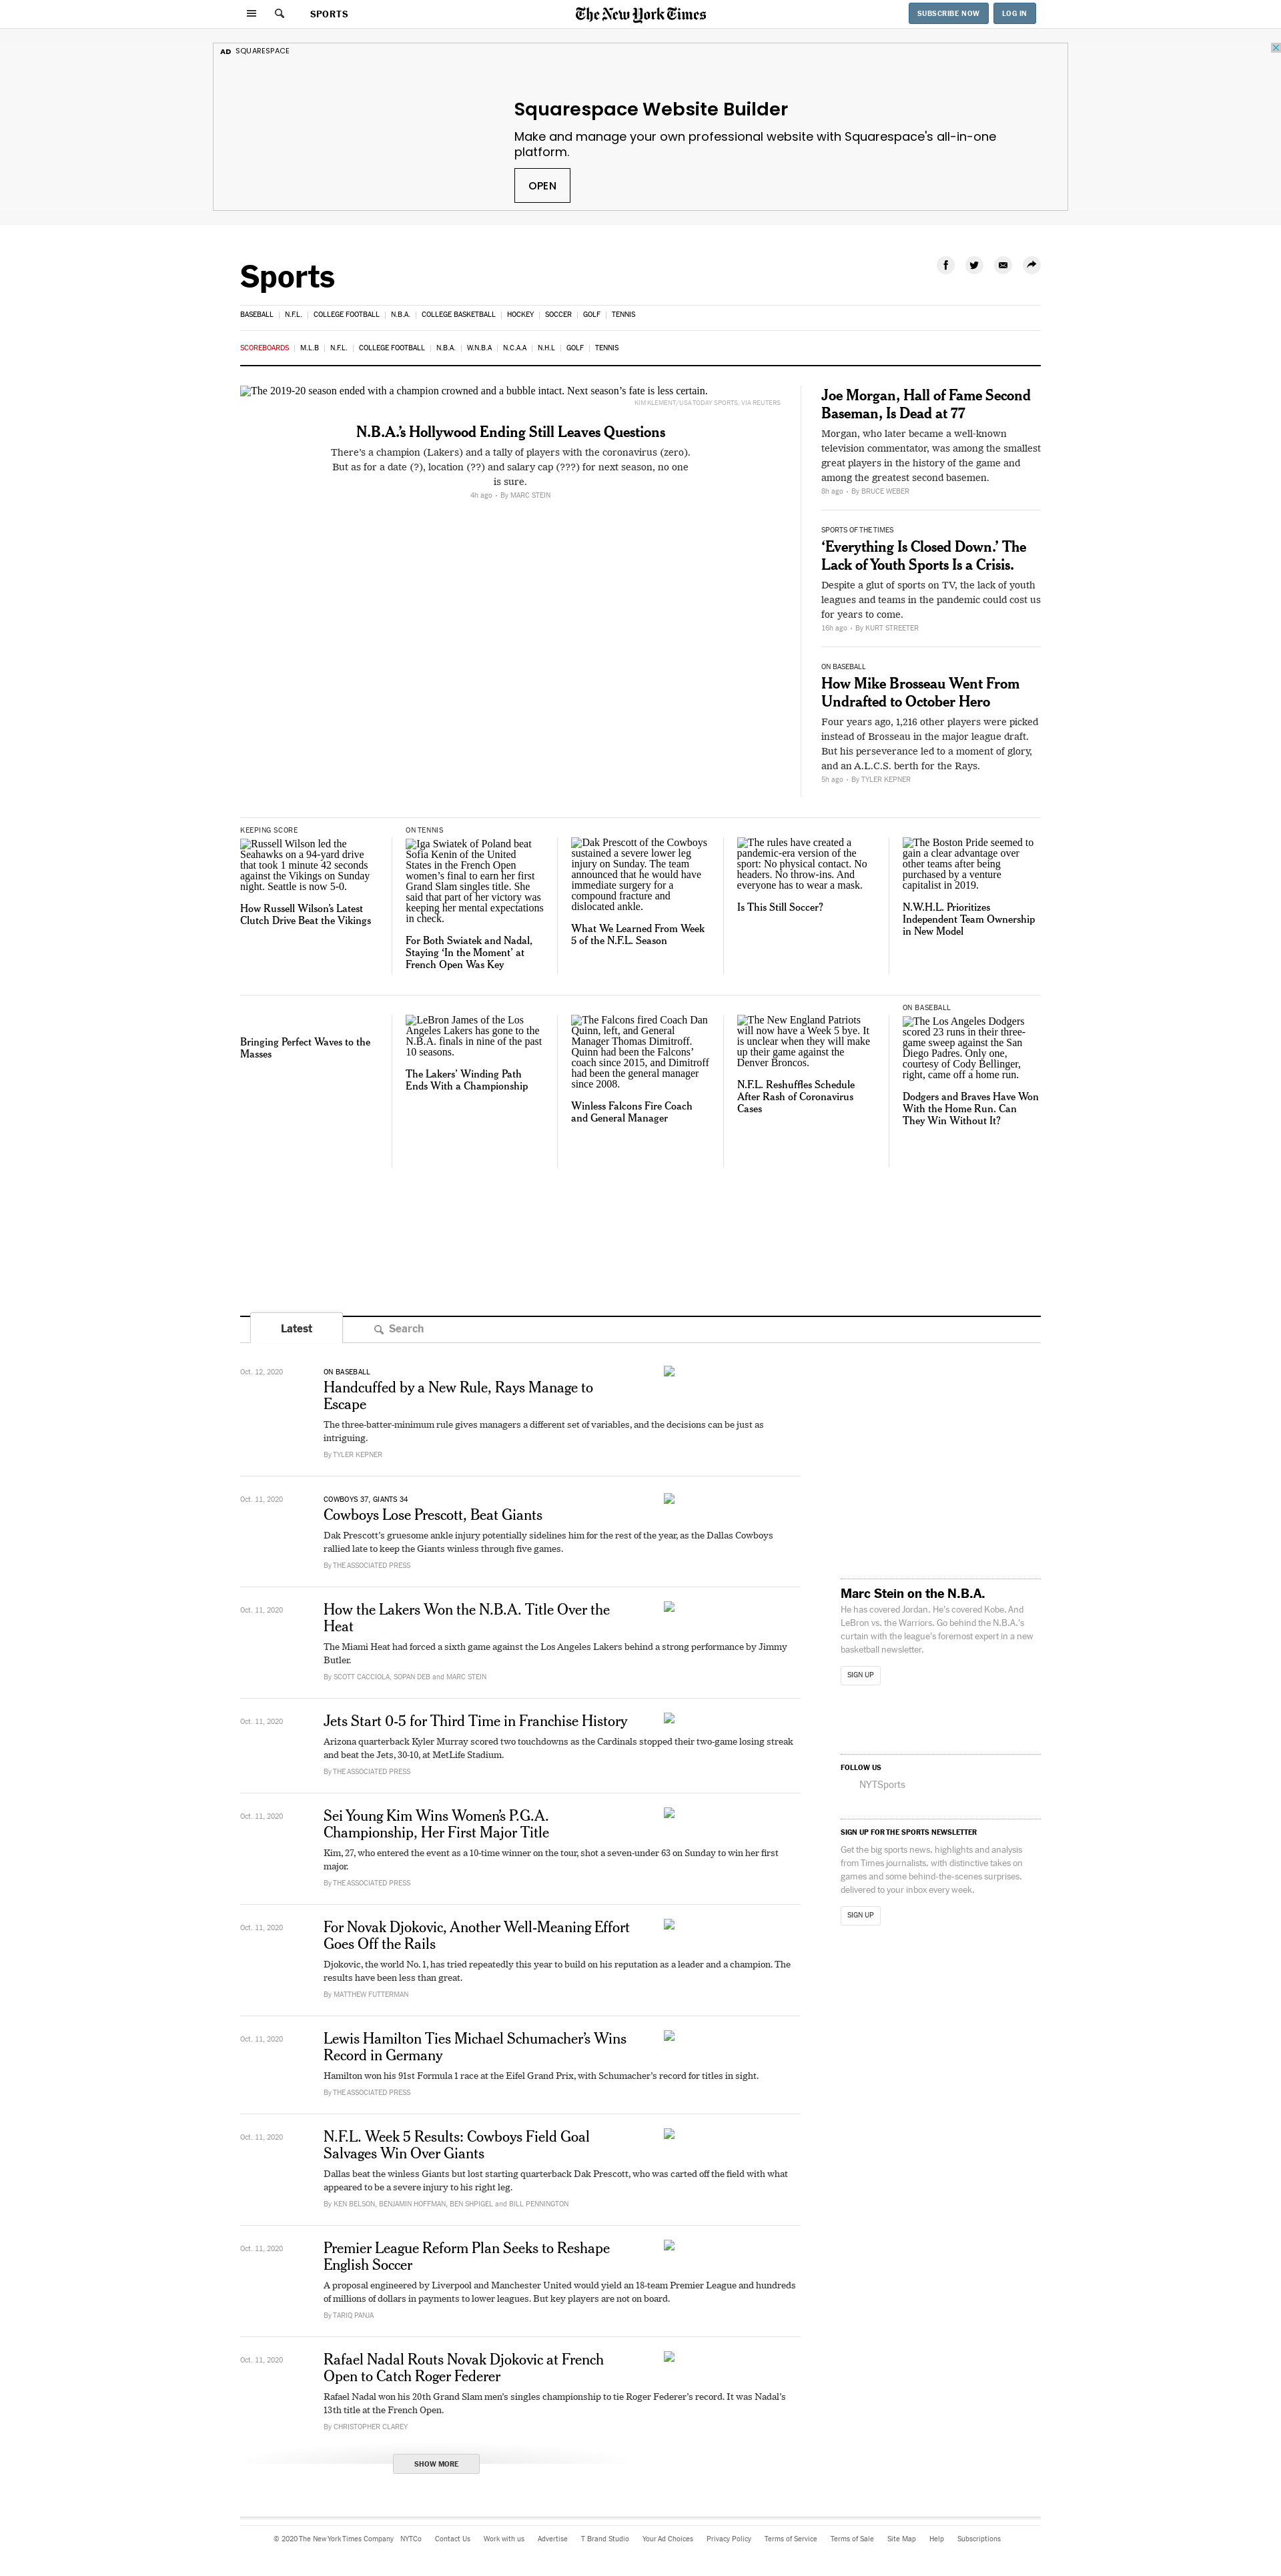 SPORTS
The New York Times
SUBSCRIBE NOW
LOG IN
AD SQUARESPACE
Squarespace Website Builder
Make and manage your own professional website with Squarespace's all-in-one
platform.
OPEN
Sports
BASEBALL
N.F.L.
COLLEGE FOOTBALL
N.B.A.
COLLEGE BASKETBALL
HOCKEY
SOCCER
GOLF
TENNIS
SCOREBOARDS
M.L.B
N.F.L.
COLLEGE FOOTBALL
N.B.A.
W.N.B.A
N.C.A.A
N.H.L
GOLF
TENNIS
The 2019-20 season ended with a champion crowned and a bubble intact. Next season’s fate is less certain.
KIM KLEMENT/USA TODAY SPORTS, VIA REUTERS
N.B.A.’s Hollywood Ending Still Leaves Questions
There’s a champion (Lakers) and a tally of players with the coronavirus (zero).
But as for a date (?), location (??) and salary cap (???) for next season, no one
is sure.
4h ago • By MARC STEIN
Joe Morgan, Hall of Fame Second
Baseman, Is Dead at 77
Morgan, who later became a well-known
television commentator, was among the smallest
great players in the history of the game and
among the greatest second basemen.
8h ago • By BRUCE WEBER
SPORTS OF THE TIMES
‘Everything Is Closed Down.’ The
Lack of Youth Sports Is a Crisis.
Despite a glut of sports on TV, the lack of youth
leagues and teams in the pandemic could cost us
for years to come.
16h ago • By KURT STREETER
ON BASEBALL
How Mike Brosseau Went From
Undrafted to October Hero
Four years ago, 1,216 other players were picked
instead of Brosseau in the major league draft.
But his perseverance led to a moment of glory,
and an A.L.C.S. berth for the Rays.
5h ago • By TYLER KEPNER
KEEPING SCORE
Russell Wilson led the
Seahawks on a 94-yard drive
that took 1 minute 42 seconds
against the Vikings on Sunday
night. Seattle is now 5-0.
How Russell Wilson’s Latest
Clutch Drive Beat the Vikings
ON TENNIS
Iga Swiatek of Poland beat
Sofia Kenin of the United
States in the French Open
women’s final to earn her first
Grand Slam singles title. She
said that part of her victory was
keeping her mental expectations
in check.
For Both Swiatek and Nadal,
Staying ‘In the Moment’ at
French Open Was Key
Dak Prescott of the Cowboys
sustained a severe lower leg
injury on Sunday. The team
announced that he would have
immediate surgery for a
compound fracture and
dislocated ankle.
What We Learned From Week
5 of the N.F.L. Season
The rules have created a
pandemic-era version of the
sport: No physical contact. No
headers. No throw-ins. And
everyone has to wear a mask.
Is This Still Soccer?
The Boston Pride seemed to
gain a clear advantage over
other teams after being
purchased by a venture
capitalist in 2019.
N.W.H.L. Prioritizes
Independent Team Ownership
in New Model
Bringing Perfect Waves to the
Masses
LeBron James of the Los
Angeles Lakers has gone to the
N.B.A. finals in nine of the past
10 seasons.
The Lakers’ Winding Path
Ends With a Championship
The Falcons fired Coach Dan
Quinn, left, and General
Manager Thomas Dimitroff.
Quinn had been the Falcons’
coach since 2015, and Dimitroff
had been the general manager
since 2008.
Winless Falcons Fire Coach
and General Manager
The New England Patriots
will now have a Week 5 bye. It
is unclear when they will make
up their game against the
Denver Broncos.
N.F.L. Reshuffles Schedule
After Rash of Coronavirus
Cases
ON BASEBALL
The Los Angeles Dodgers
scored 23 runs in their three-
game sweep against the San
Diego Padres. Only one,
courtesy of Cody Bellinger,
right, came off a home run.
Dodgers and Braves Have Won
With the Home Run. Can
They Win Without It?
Latest
Search
Oct. 12, 2020
ON BASEBALL
Handcuffed by a New Rule, Rays Manage to
Escape
The three-batter-minimum rule gives managers a different set of variables, and the decisions can be just as
intriguing.
By TYLER KEPNER
Oct. 11, 2020
COWBOYS 37, GIANTS 34
Cowboys Lose Prescott, Beat Giants
Dak Prescott’s gruesome ankle injury potentially sidelines him for the rest of the year, as the Dallas Cowboys
rallied late to keep the Giants winless through five games.
By THE ASSOCIATED PRESS
Oct. 11, 2020
How the Lakers Won the N.B.A. Title Over the
Heat
The Miami Heat had forced a sixth game against the Los Angeles Lakers behind a strong performance by Jimmy
Butler.
By SCOTT CACCIOLA, SOPAN DEB and MARC STEIN
Oct. 11, 2020
Jets Start 0-5 for Third Time in Franchise History
Arizona quarterback Kyler Murray scored two touchdowns as the Cardinals stopped their two-game losing streak
and beat the Jets, 30-10, at MetLife Stadium.
By THE ASSOCIATED PRESS
Oct. 11, 2020
Sei Young Kim Wins Women’s P.G.A.
Championship, Her First Major Title
Kim, 27, who entered the event as a 10-time winner on the tour, shot a seven-under 63 on Sunday to win her first
major.
By THE ASSOCIATED PRESS
Oct. 11, 2020
For Novak Djokovic, Another Well-Meaning Effort
Goes Off the Rails
Djokovic, the world No. 1, has tried repeatedly this year to build on his reputation as a leader and a champion. The
results have been less than great.
By MATTHEW FUTTERMAN
Oct. 11, 2020
Lewis Hamilton Ties Michael Schumacher’s Wins
Record in Germany
Hamilton won his 91st Formula 1 race at the Eifel Grand Prix, with Schumacher’s record for titles in sight.
By THE ASSOCIATED PRESS
Oct. 11, 2020
N.F.L. Week 5 Results: Cowboys Field Goal
Salvages Win Over Giants
Dallas beat the winless Giants but lost starting quarterback Dak Prescott, who was carted off the field with what
appeared to be a severe injury to his right leg.
By KEN BELSON, BENJAMIN HOFFMAN, BEN SHPIGEL and BILL PENNINGTON
Oct. 11, 2020
Premier League Reform Plan Seeks to Reshape
English Soccer
A proposal engineered by Liverpool and Manchester United would yield an 18-team Premier League and hundreds
of millions of dollars in payments to lower leagues. But key players are not on board.
By TARIQ PANJA
Oct. 11, 2020
Rafael Nadal Routs Novak Djokovic at French
Open to Catch Roger Federer
Rafael Nadal won his 20th Grand Slam men’s singles championship to tie Roger Federer’s record. It was Nadal’s
13th title at the French Open.
By CHRISTOPHER CLAREY
SHOW MORE
Marc Stein on the N.B.A.
He has covered Jordan. He’s covered Kobe. And
LeBron vs. the Warriors. Go behind the N.B.A.’s
curtain with the league’s foremost expert in a new
basketball newsletter.
SIGN UP
FOLLOW US
NYTSports
SIGN UP FOR THE SPORTS NEWSLETTER
Get the big sports news, highlights and analysis
from Times journalists, with distinctive takes on
games and some behind-the-scenes surprises,
delivered to your inbox every week.
SIGN UP
© 2020 The New York Times Company
NYTCo
Contact Us
Work with us
Advertise
T Brand Studio
Your Ad Choices
Privacy Policy
Terms of Service
Terms of Sale
Site Map
Help
Subscriptions